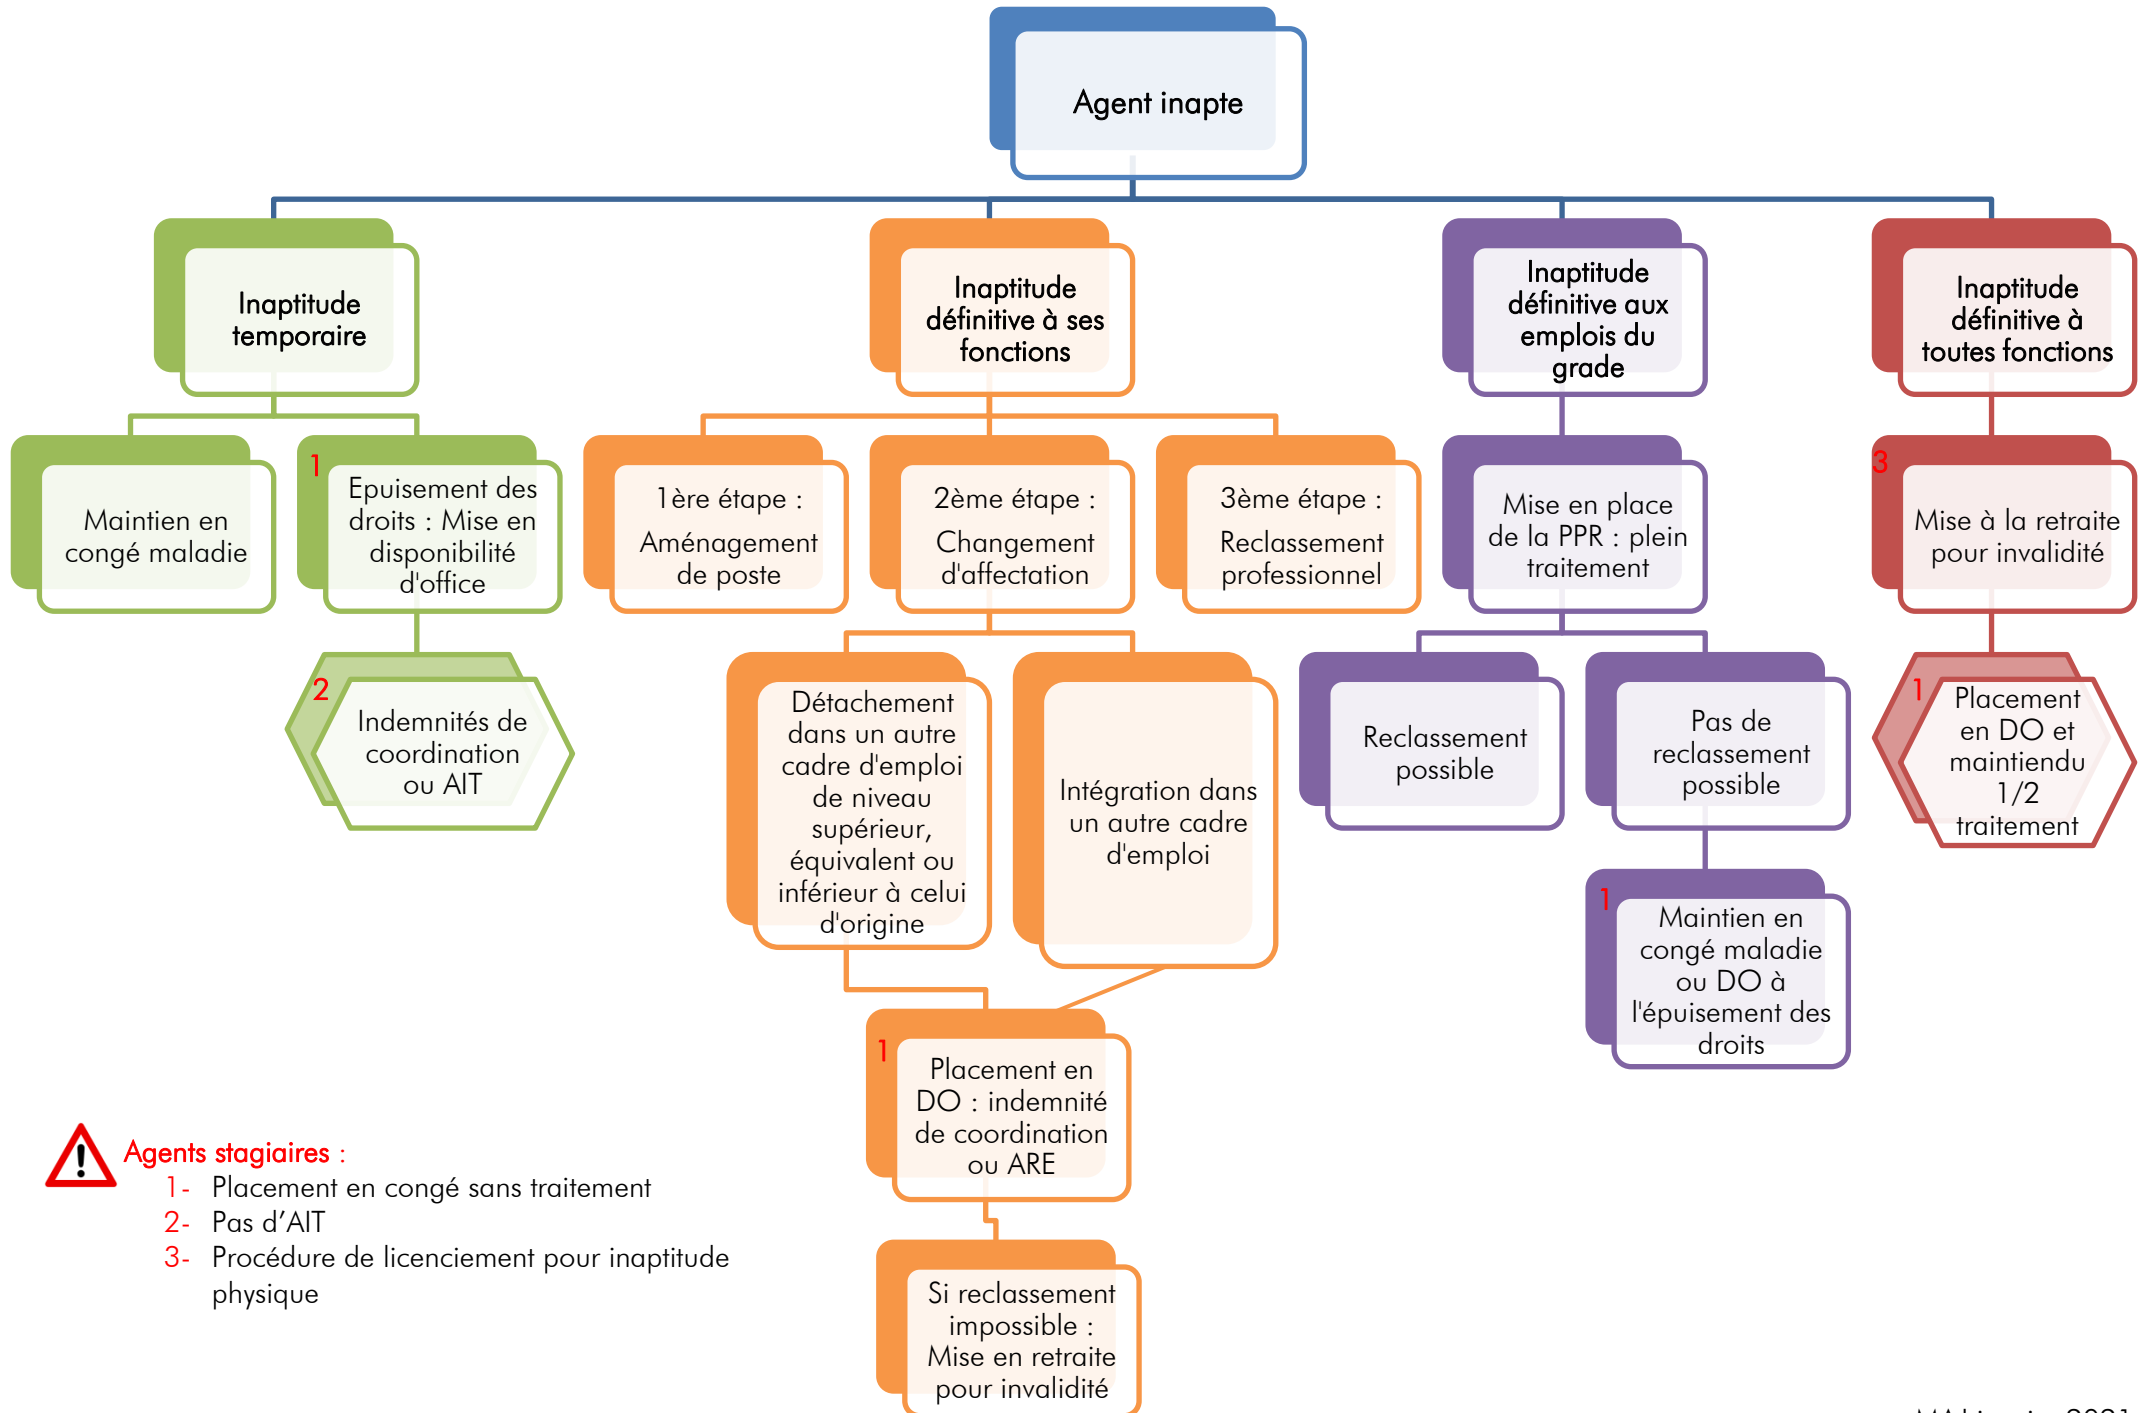 Agent inapte
Inaptitude
temporaire
Inaptitude
définitive à ses
fonctions
Inaptitude
définitive aux
emplois du
grade
Inaptitude
définitive à
toutes fonctions
Maintien en
congé maladie
1
Epuisement des
droits : Mise en
disponibilité
d'office
1ère étape :
Aménagement
de poste
2ème étape :
Changement
d'affectation
3ème étape :
Reclassement
professionnel
Mise en place
de la PPR : plein
traitement
3
Mise à la retraite
pour invalidité
2
Indemnités de
coordination
ou AIT
Détachement
dans un autre
cadre d'emploi
de niveau
supérieur,
équivalent ou
inférieur à celui
d'origine
Intégration dans
un autre cadre
d'emploi
Reclassement
possible
Pas de
reclassement
possible
1
Placement
en DO et
maintiendu
1/2
traitement
1
Maintien en
congé maladie
ou DO à
l'épuisement des
droits
1
Placement en
DO : indemnité
de coordination
ou ARE
Si reclassement
impossible :
Mise en retraite
pour invalidité
Agents stagiaires :
1- Placement en congé sans traitement
2- Pas d’AIT
3- Procédure de licenciement pour inaptitude
physique